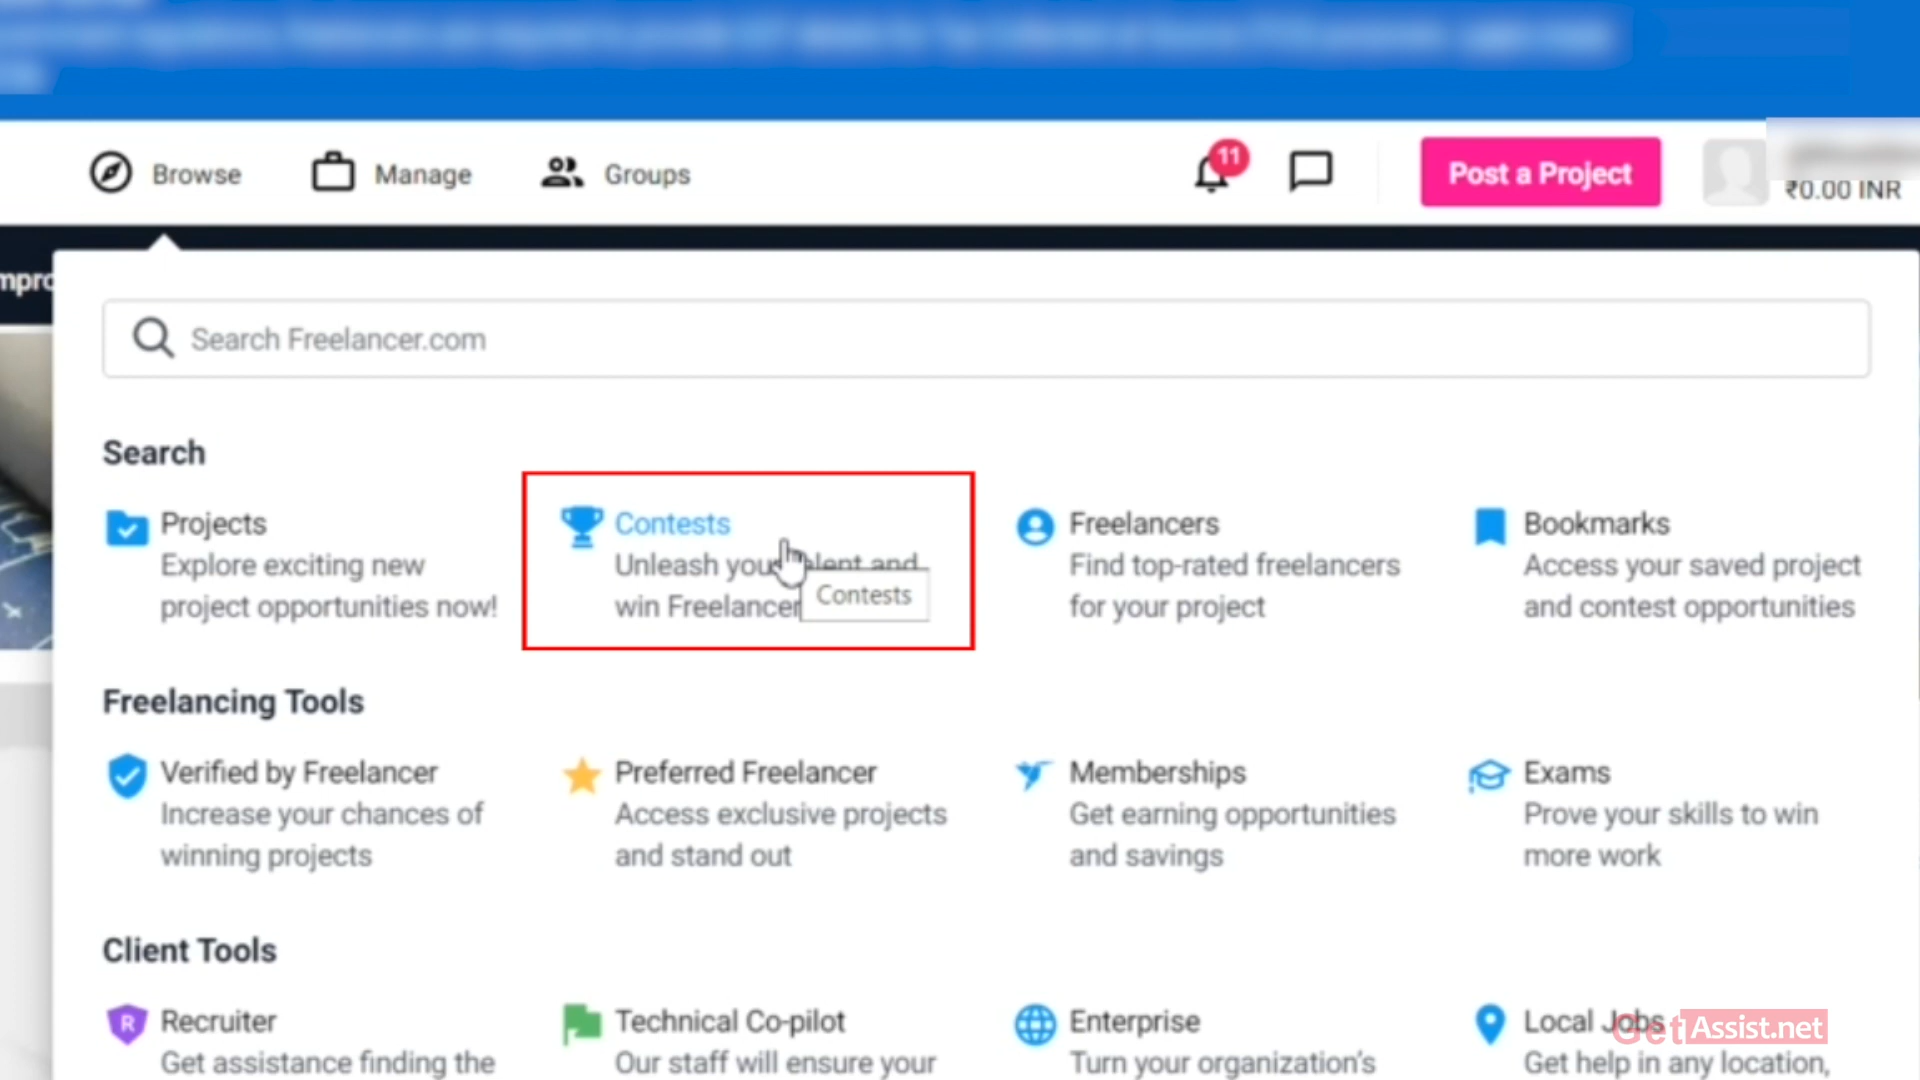 Browse Manage Groups 11 Post a Project
₹0.00 INR
mpro
Search Freelancer.com
Search
Projects Contests Freelancers Bookmarks
Explore exciting new Unleash your talent and Find top-rated freelancers Access your saved project
project opportunities now! win Freelancer Contests for your project and contest opportunities
Freelancing Tools
Verified by Freelancer Preferred Freelancer Memberships Exams
Increase your chances of Access exclusive projects Get earning opportunities Prove your skills to win
winning projects and stand out and savings more work
Client Tools
R Recruiter Technical Co-pilot Enterprise Local Jobs GetAssist.net
Get assistance finding the Our staff will ensure your Turn your organization's Get help in any location,